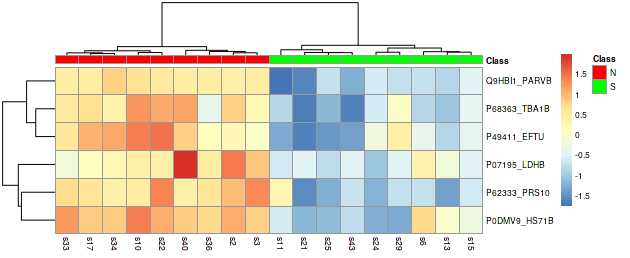 Class
Q9HBI1_PARVB
P68363_TBA1B
P49411_EFTU
P07195_LDHB
P62333_PRS10
P0DMV9_HS71B
s33 s17 s34 s10 s22 s40 s36 s2 s3 s11 s21 s25 s43 s24 s29 s6 s13 s15
1.5
1
0.5
0
-0.5
-1
-1.5
Class
N
S